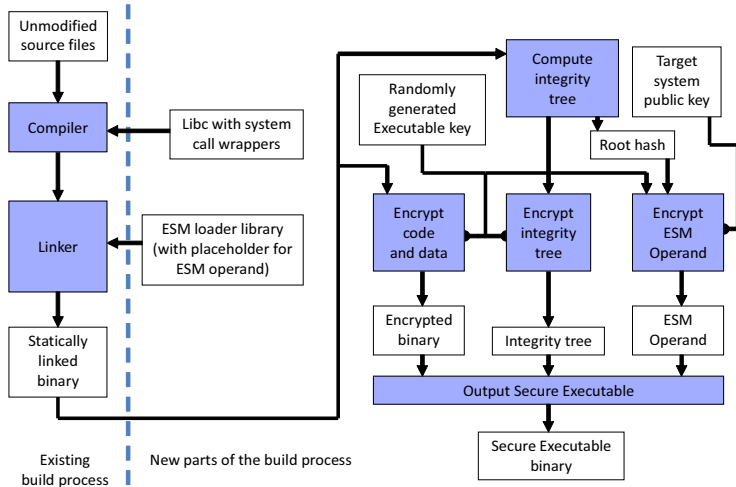 Unmodified
source files
Compiler
Libc with system
call wrappers
Linker
ESM loader library
(with placeholder for
ESM operand)
Statically
linked
binary
Existing
build process
New parts of the build process
Compute
integrity
tree
Randomly
generated
Executable key
Target
system
public key
Root hash
Encrypt
code
and data
Encrypt
integrity
tree
Encrypt
ESM
Operand
Encrypted
binary
Integrity tree
ESM
Operand
Output Secure Executable
Secure Executable
binary